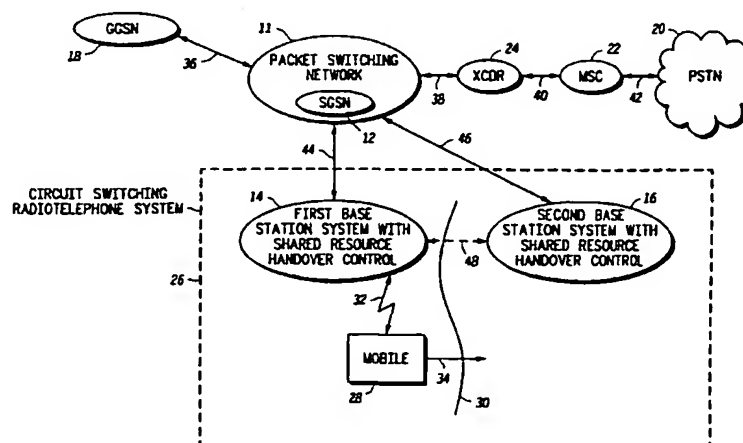 GGSN
18
36
11
PACKET SWITCHING
NETWORK
SGSN
12
38
24
XCDR
40
22
MSC
42
20
PSTN
44
46
CIRCUIT SWITCHING
RADIOTELEPHONE SYSTEM
14
FIRST BASE
STATION SYSTEM WITH
SHARED RESOURCE
HANDOVER CONTROL
16
SECOND BASE
STATION SYSTEM WITH
SHARED RESOURCE
HANDOVER CONTROL
48
26
32
MOBILE
28
34
30